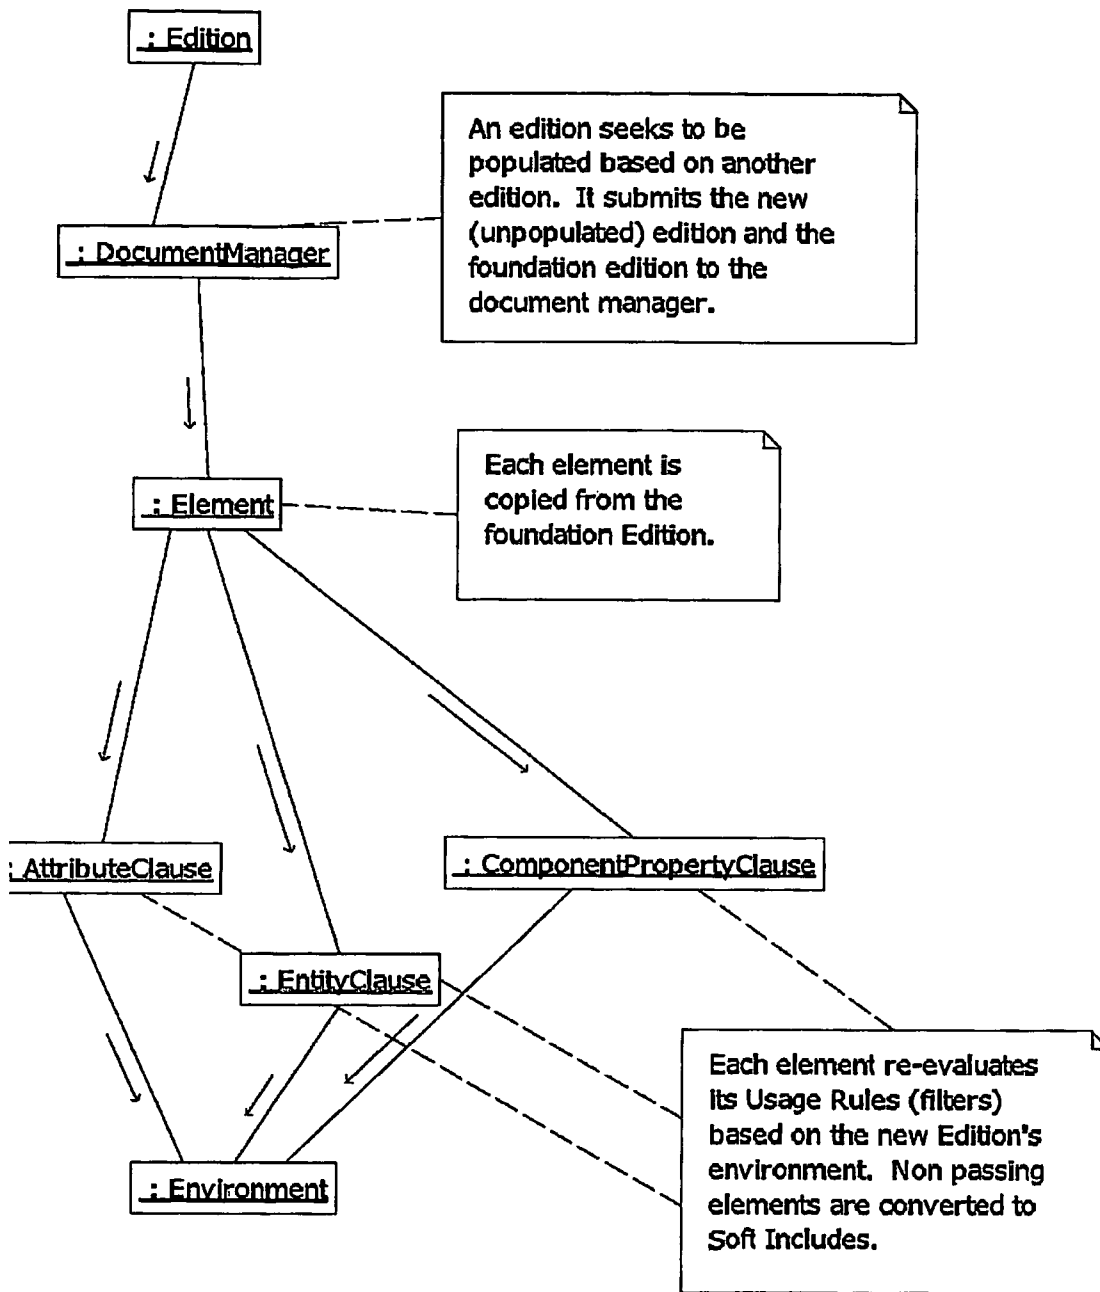 : Edition
An edition seeks to be
populated based on another
edition. It submits the new
(unpopulated) edition and the
foundation edition to the
document manager.
: DocumentManager
Each element is
copied from the
foundation Edition.
: Element
: AttributeClause
: ComponentPropertyClause
: EntityClause
Each element re-evaluates
its Usage Rules (filters)
based on the new Edition's
environment. Non passing
elements are converted to
Soft Includes.
: Environment